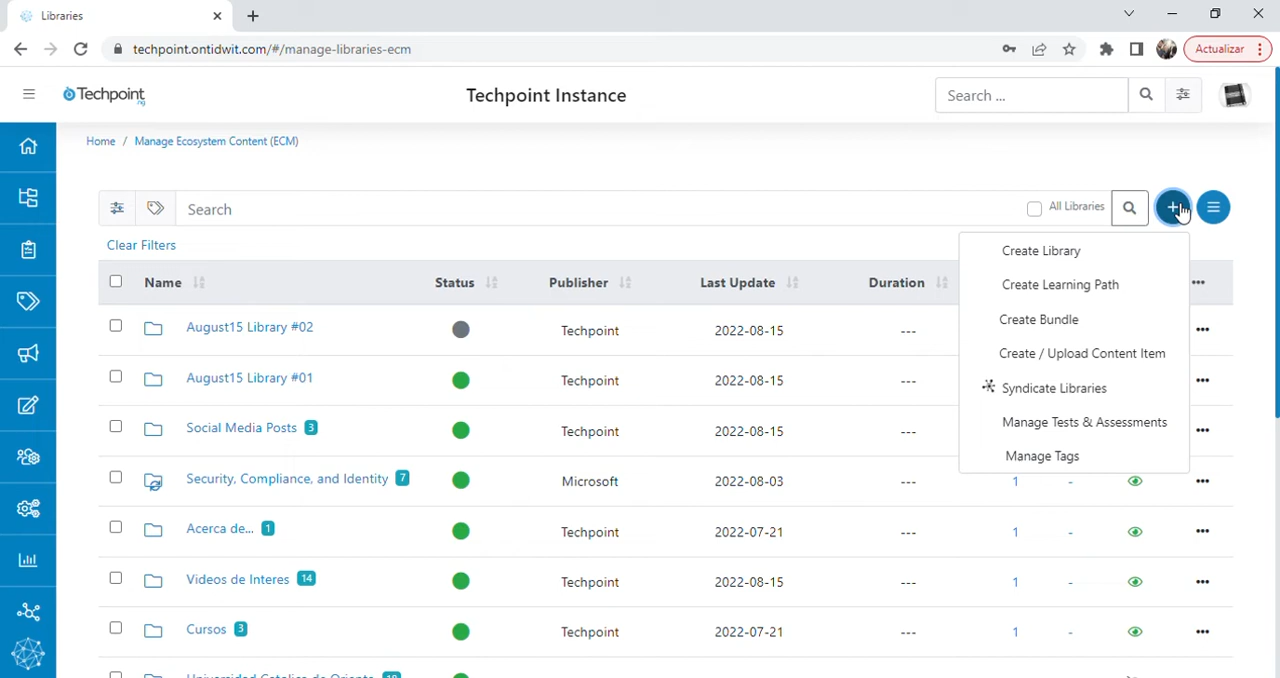 Libraries
techpoint.ontidwit.com/#/manage-libraries-ecm
Actualizar
Techpoint
Techpoint Instance
Search ...
Home / Manage Ecosystem Content (ECM)
Search
All Libraries
Clear Filters
Create Library
Create Learning Path
Create Bundle
Create / Upload Content Item
Syndicate Libraries
Manage Tests & Assessments
Manage Tags
Name Status Publisher Last Update Duration
August15 Library #02 Techpoint 2022-08-15 ---
August15 Library #01 Techpoint 2022-08-15 ---
Social Media Posts 3 Techpoint 2022-08-15 ---
Security, Compliance, and Identity 7 Microsoft 2022-08-03 --- 1 -
Acerca de... 1 Techpoint 2022-07-21 --- 1 -
Videos de Interes 14 Techpoint 2022-08-15 --- 1 -
Cursos 3 Techpoint 2022-07-21 --- 1 -